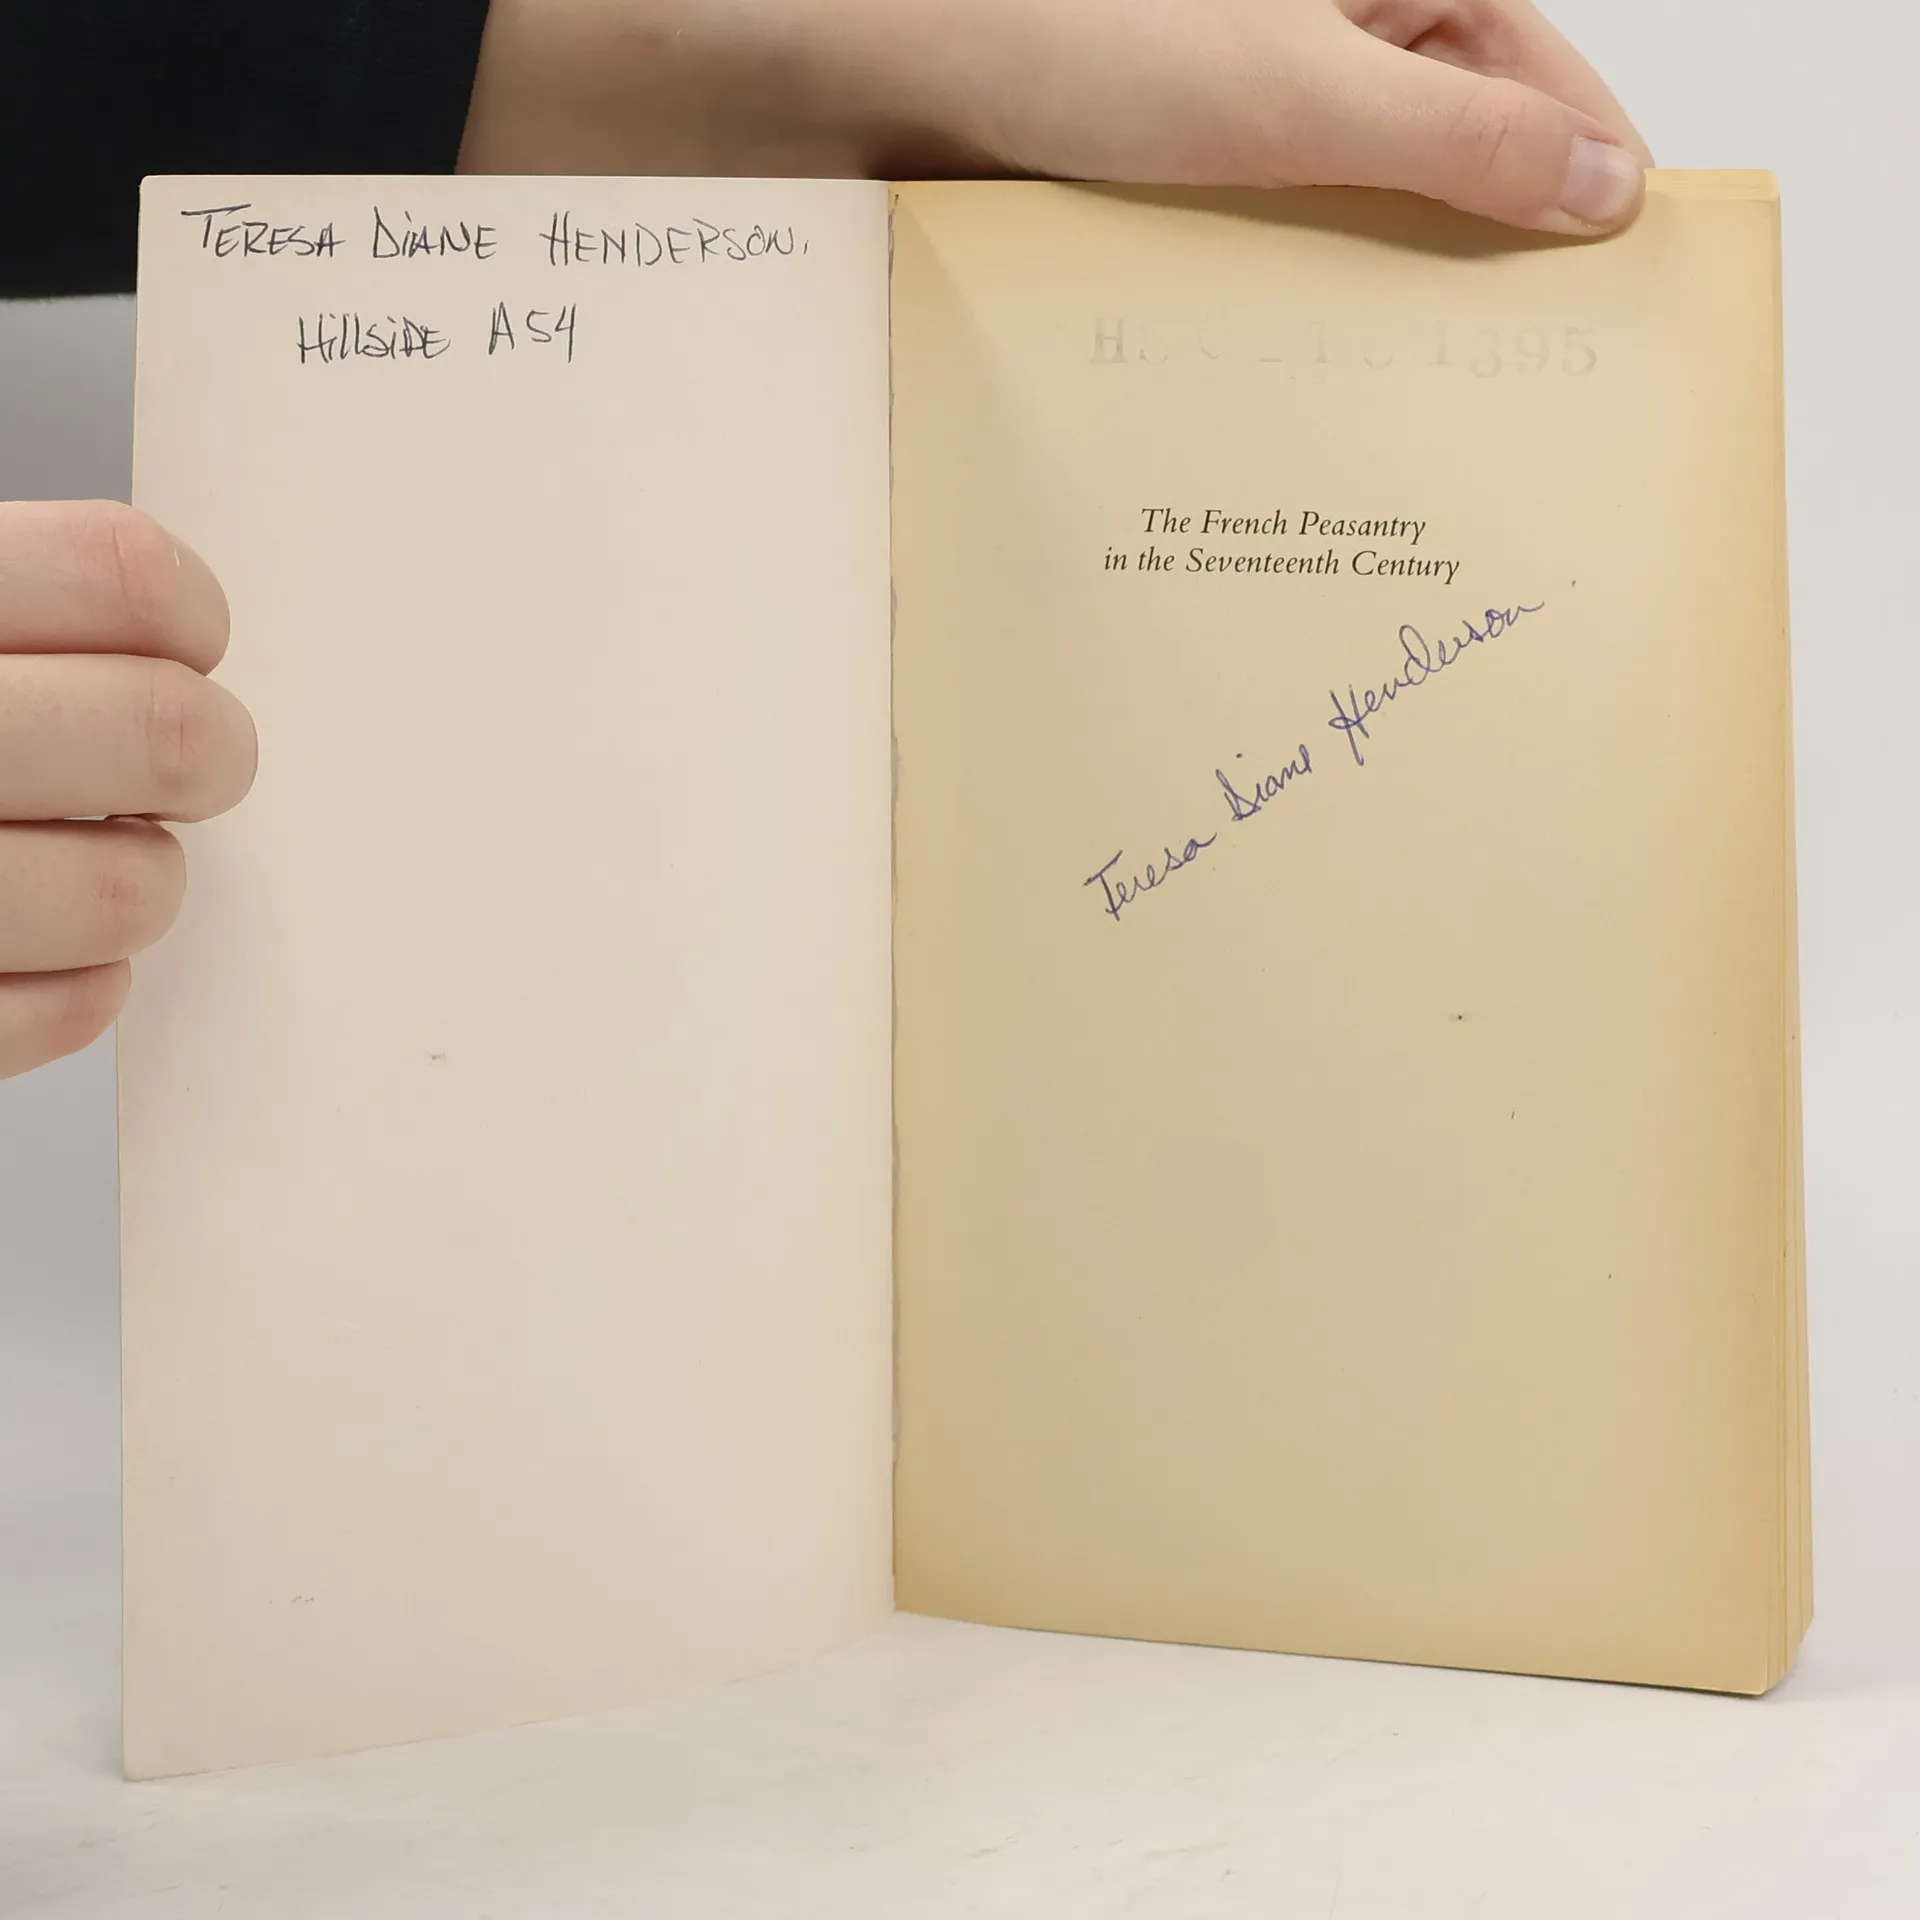 TERESA DIANE HENDERSON.
HillSiDE A54
The French Peasantry
in the Seventeenth Century
Teresa Diane Henderson